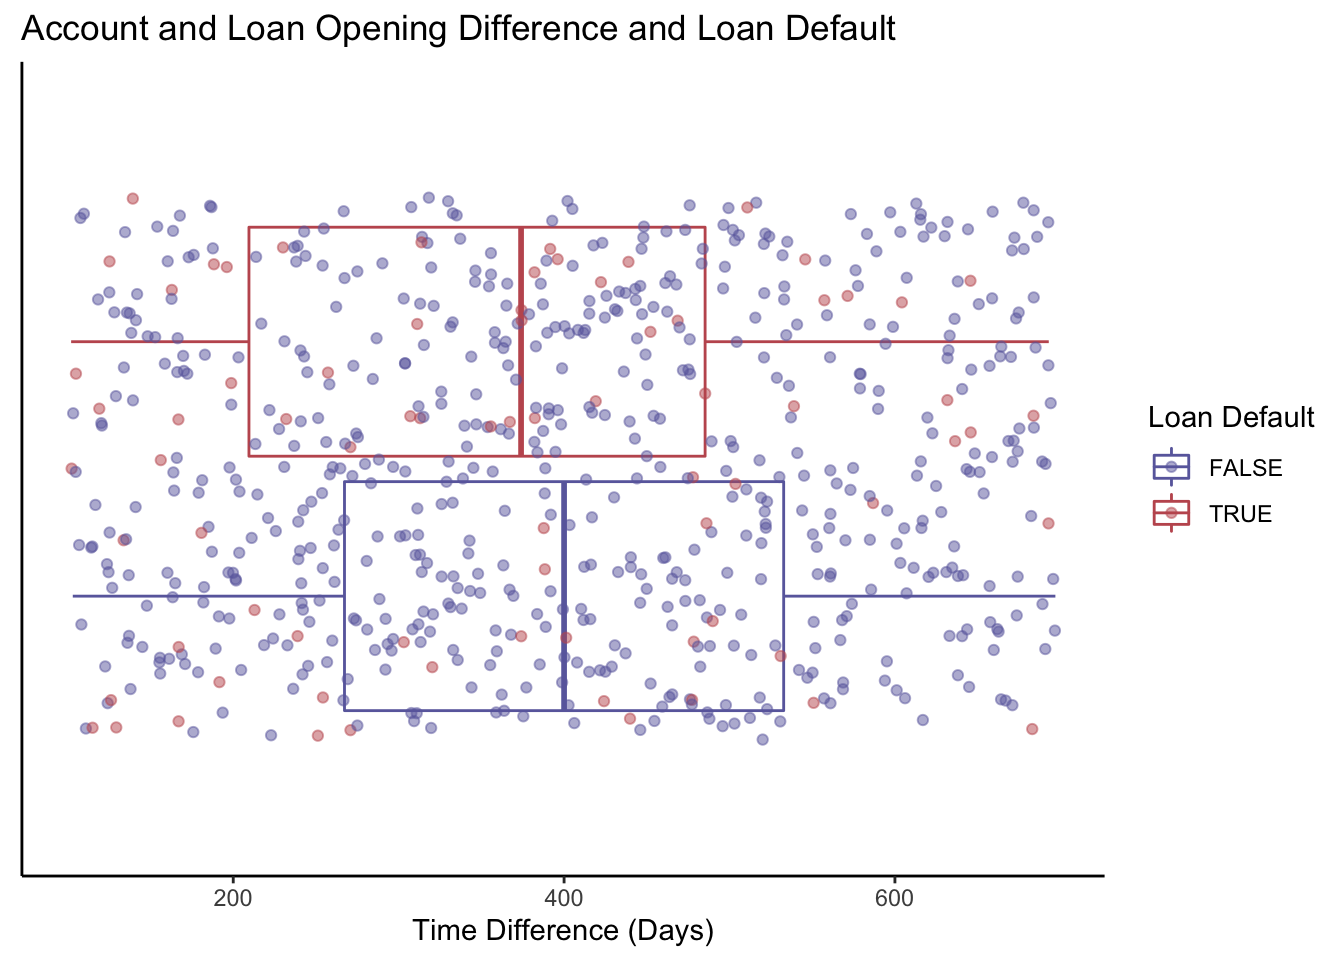 Account and Loan Opening Difference and Loan Default
Loan Default
FALSE
TRUE
200 400 600
Time Difference (Days)